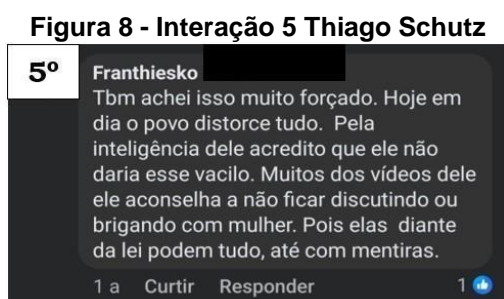 Figura 8 - Interação 5 Thiago Schutz
5º
Franthiesko
Tbm achei isso muito forçado. Hoje em
dia o povo distorce tudo. Pela
inteligência dele acredito que ele não
daria esse vacilo. Muitos dos vídeos dele
ele aconselha a não ficar discutindo ou
brigando com mulher. Pois elas diante
da lei podem tudo, até com mentiras.
1 a Curtir Responder 1